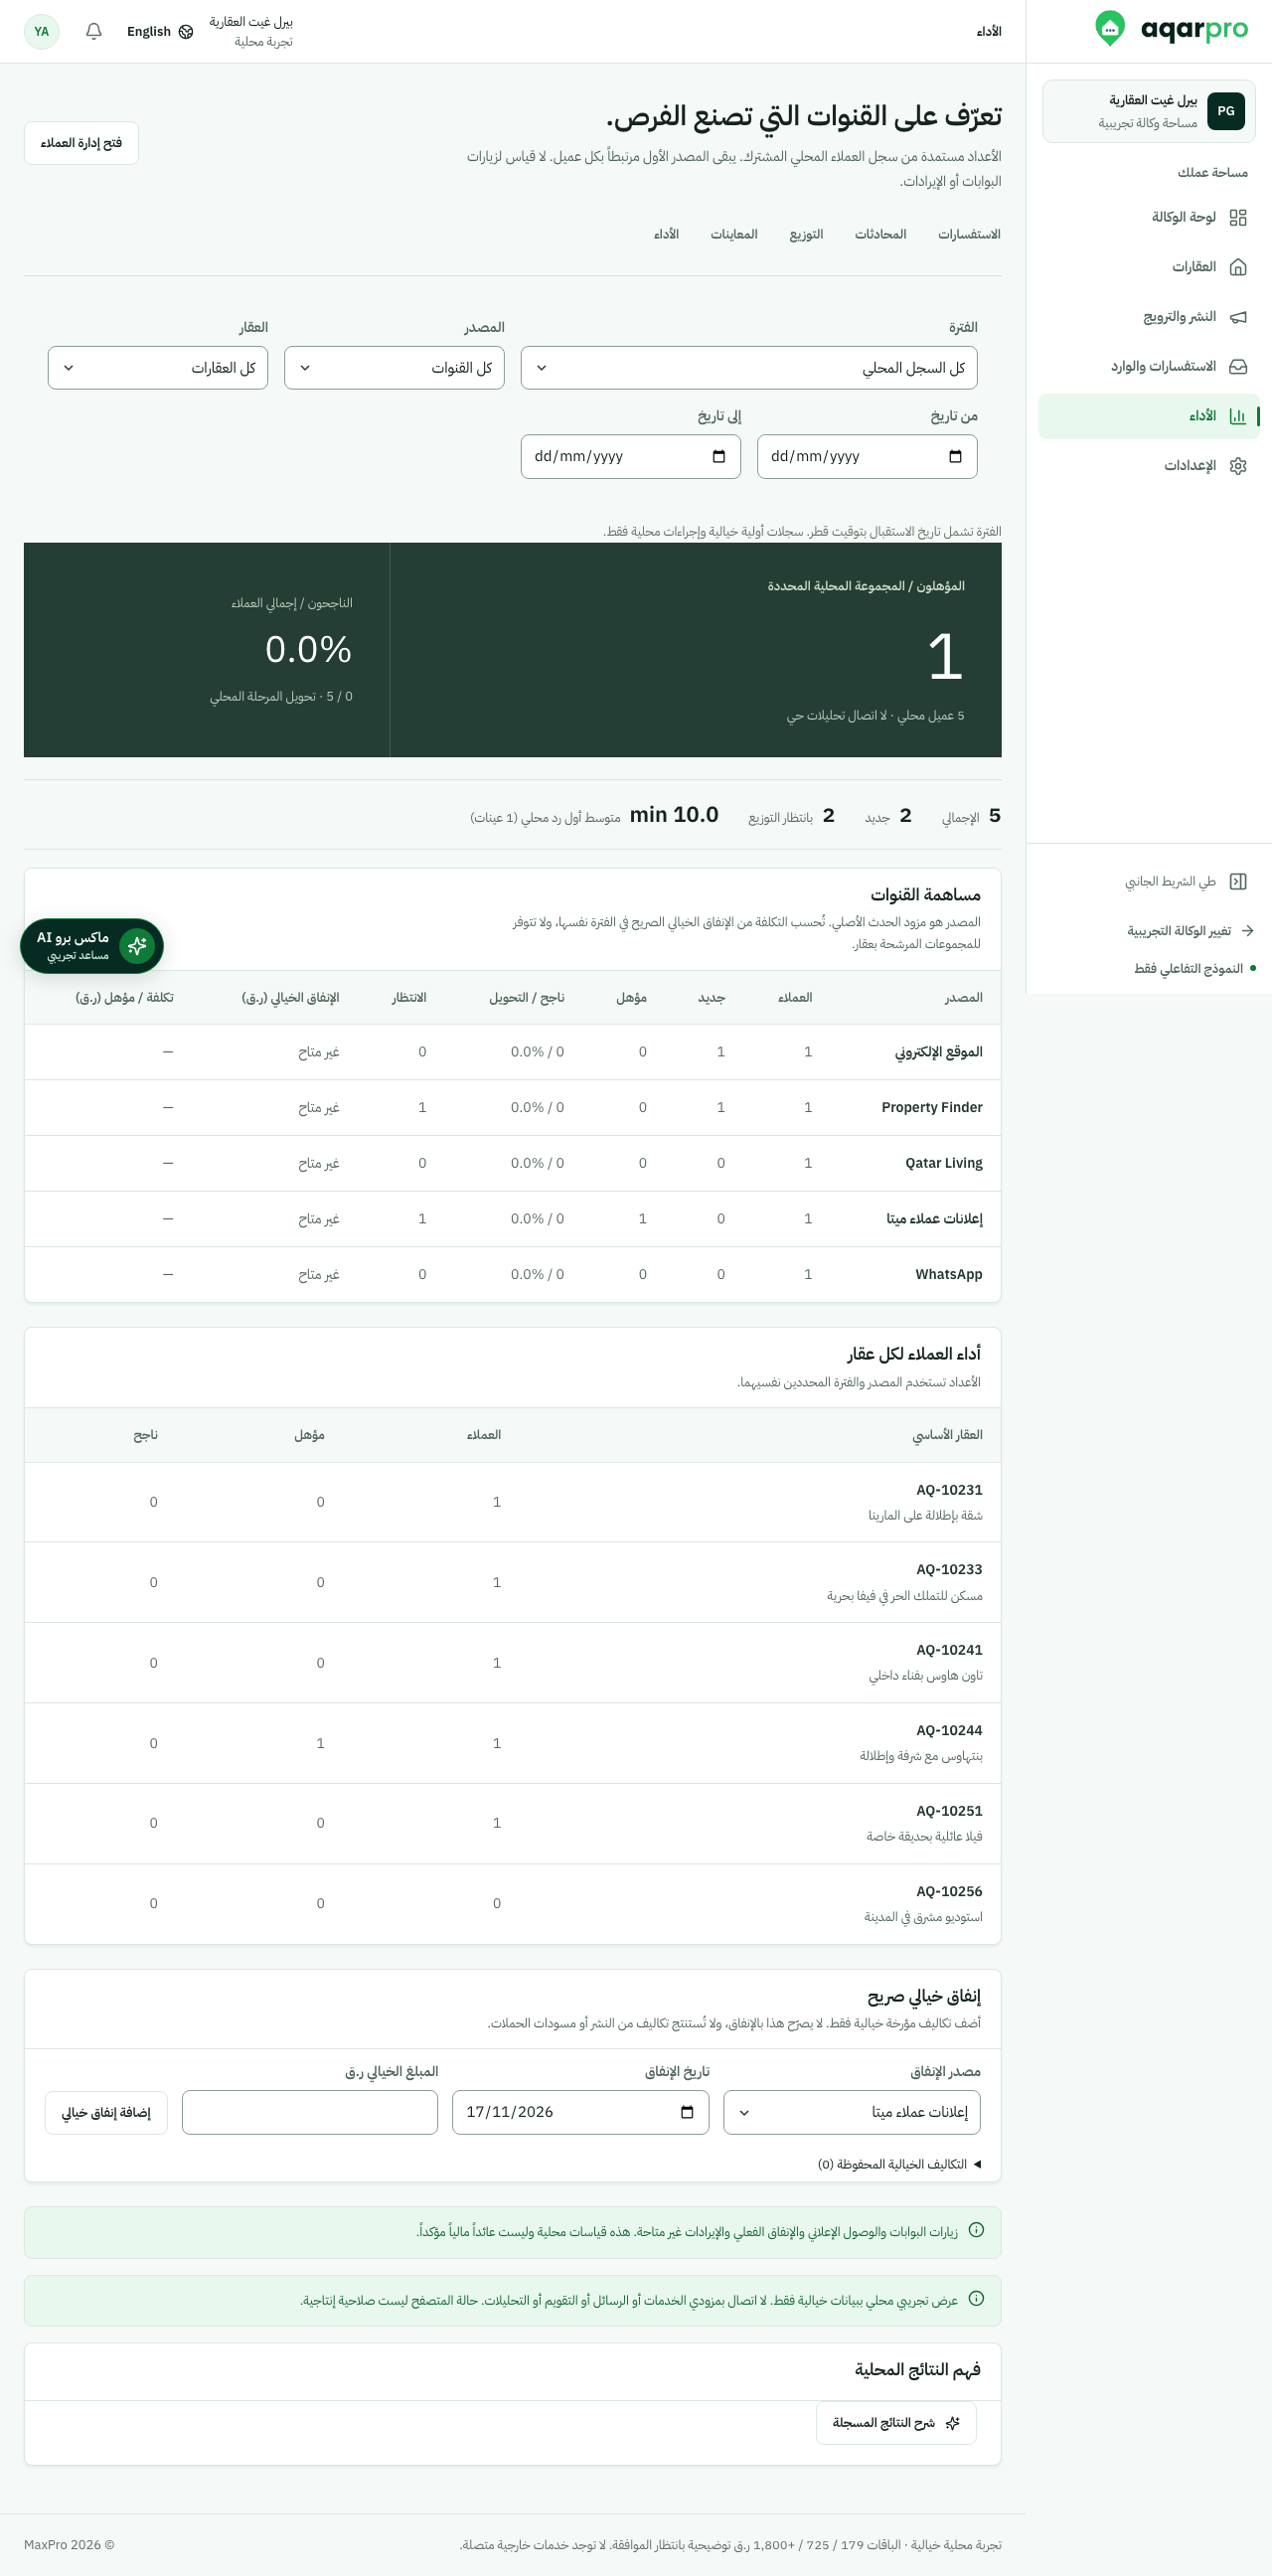 aqarpro
الأداء
بيرل غيت العقارية
تجربة محلية
English
YA
PG
بيرل غيت العقارية
مساحة وكالة تجريبية
مساحة عملك
لوحة الوكالة
العقارات
النشر والترويج
الاستفسارات والوارد
الأداء
الإعدادات
طي الشريط الجانبي
تغيير الوكالة التجريبية
النموذج التفاعلي فقط
تعرّف على القنوات التي تصنع الفرص.
الأعداد مستمدة من سجل العملاء المحلي المشترك. يبقى المصدر الأول مرتبطاً بكل عميل. لا قياس لزيارات
البوابات أو الإيرادات.
فتح إدارة العملاء
الاستفسارات المحادثات التوزيع المعاينات الأداء
الفترة المصدر العقار
كل السجل المحلي كل القنوات كل العقارات
من تاريخ إلى تاريخ
dd/mm/yyyy dd/mm/yyyy
الفترة تشمل تاريخ الاستقبال بتوقيت قطر. سجلات أولية خيالية وإجراءات محلية فقط.
المؤهلون / المجموعة المحلية المحددة
1
5 عميل محلي · لا اتصال تحليلات حي
الناجحون / إجمالي العملاء
0.0%
0 / 5 · تحويل المرحلة المحلي
5 الإجمالي 2 جديد 2 بانتظار التوزيع 10.0 min متوسط أول رد محلي (1 عينات)
مساهمة القنوات
المصدر هو مزود الحدث الأصلي. تُحسب التكلفة من الإنفاق الخيالي الصريح في الفترة نفسها، ولا تتوفر
للمجموعات المرشحة بعقار.
ماكس برو AI
مساعد تجريبي
المصدر العملاء جديد مؤهل ناجح / التحويل الانتظار الإنفاق الخيالي (ر.ق) تكلفة / مؤهل (ر.ق)
الموقع الإلكتروني 1 1 0 0 / 0.0% 0 غير متاح —
Property Finder 1 1 0 0 / 0.0% 1 غير متاح —
Qatar Living 1 0 0 0 / 0.0% 0 غير متاح —
إعلانات عملاء ميتا 1 0 1 0 / 0.0% 1 غير متاح —
WhatsApp 1 0 0 0 / 0.0% 0 غير متاح —
أداء العملاء لكل عقار
الأعداد تستخدم المصدر والفترة المحددين نفسيهما.
العقار الأساسي العملاء مؤهل ناجح
AQ-10231 1 0 0
شقة بإطلالة على المارينا
AQ-10233 1 0 0
مسكن للتملك الحر في فيفا بحرية
AQ-10241 1 0 0
تاون هاوس بفناء داخلي
AQ-10244 1 1 0
بنتهاوس مع شرفة وإطلالة
AQ-10251 1 0 0
فيلا عائلية بحديقة خاصة
AQ-10256 0 0 0
استوديو مشرق في المدينة
إنفاق خيالي صريح
أضف تكاليف مؤرخة خيالية فقط. لا يصرّح هذا بالإنفاق، ولا تُستنتج تكاليف من النشر أو مسودات الحملات.
مصدر الإنفاق تاريخ الإنفاق المبلغ الخيالي ر.ق
إعلانات عملاء ميتا 17/11/2026 إضافة إنفاق خيالي
التكاليف الخيالية المحفوظة (0)
زيارات البوابات والوصول الإعلاني والإنفاق الفعلي والإيرادات غير متاحة. هذه قياسات محلية وليست عائداً مالياً مؤكداً.
عرض تجريبي محلي ببيانات خيالية فقط. لا اتصال بمزودي الخدمات أو الرسائل أو التقويم أو التحليلات. حالة المتصفح ليست صلاحية إنتاجية.
فهم النتائج المحلية
شرح النتائج المسجلة
تجربة محلية خيالية · الباقات 179 / 725 / +1,800 ر.ق توضيحية بانتظار الموافقة. لا توجد خدمات خارجية متصلة.
© 2026 MaxPro